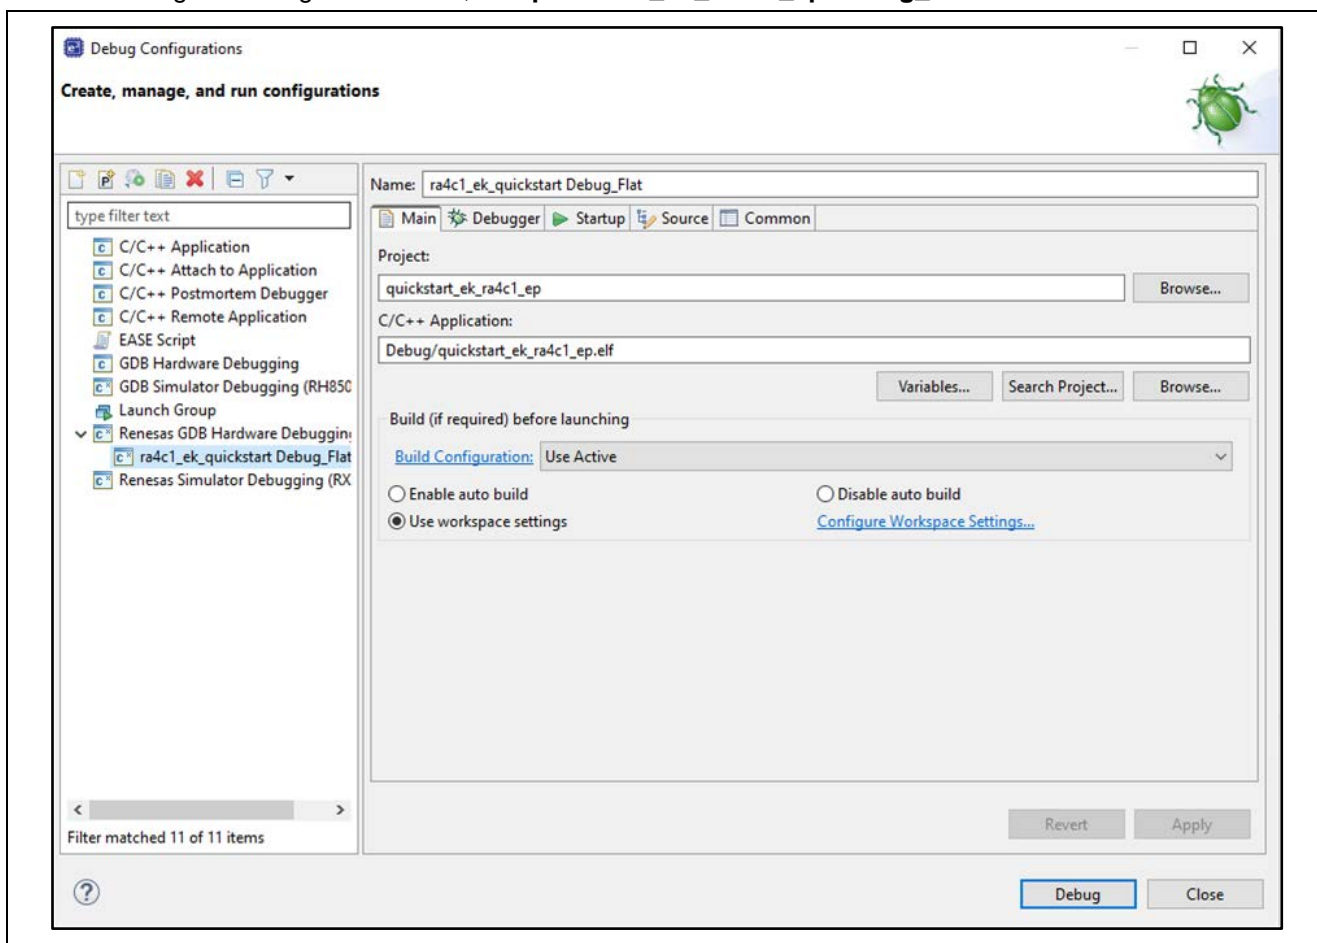 Debug Configurations
Create, manage, and run configurations
type filter text
C/C++ Application
C/C++ Attach to Application
C/C++ Postmortem Debugger
C/C++ Remote Application
EASE Script
GDB Hardware Debugging
GDB Simulator Debugging (RH850
Launch Group
Renesas GDB Hardware Debugging
ra4c1_ek_quickstart Debug_Flat
Renesas Simulator Debugging (RX
Filter matched 11 of 11 items
Name: ra4c1_ek_quickstart Debug_Flat
Main Debugger Startup Source Common
Project:
quickstart_ek_ra4c1_ep Browse...
C/C++ Application:
Debug/quickstart_ek_ra4c1_ep.elf
Variables... Search Project... Browse...
Build (if required) before launching
Build Configuration: Use Active
Enable auto build Disable auto build
Use workspace settings Configure Workspace Settings...
Revert Apply
Debug Close